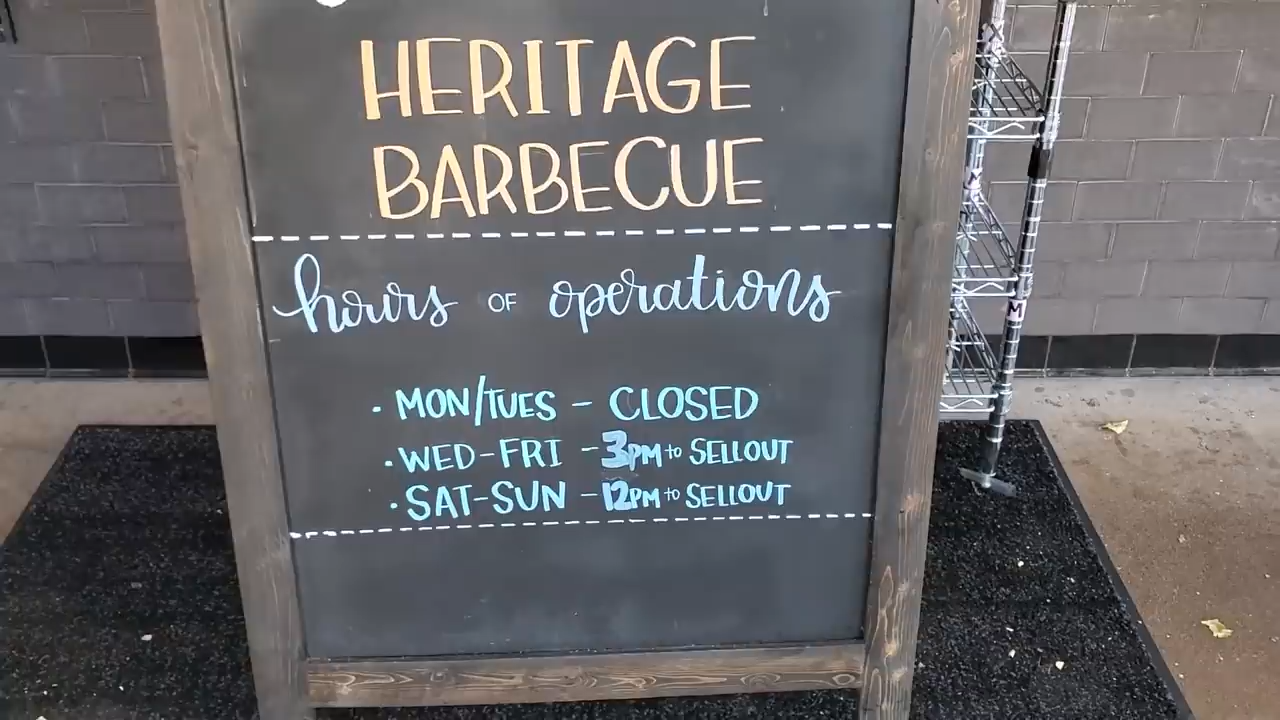 HERITAGE
BARBECUE
hours OF operations
· MON/TUES - CLOSED
· WED-FRI - 3PM to SELLOUT
· SAT-SUN - 12PM to SELLOUT
M